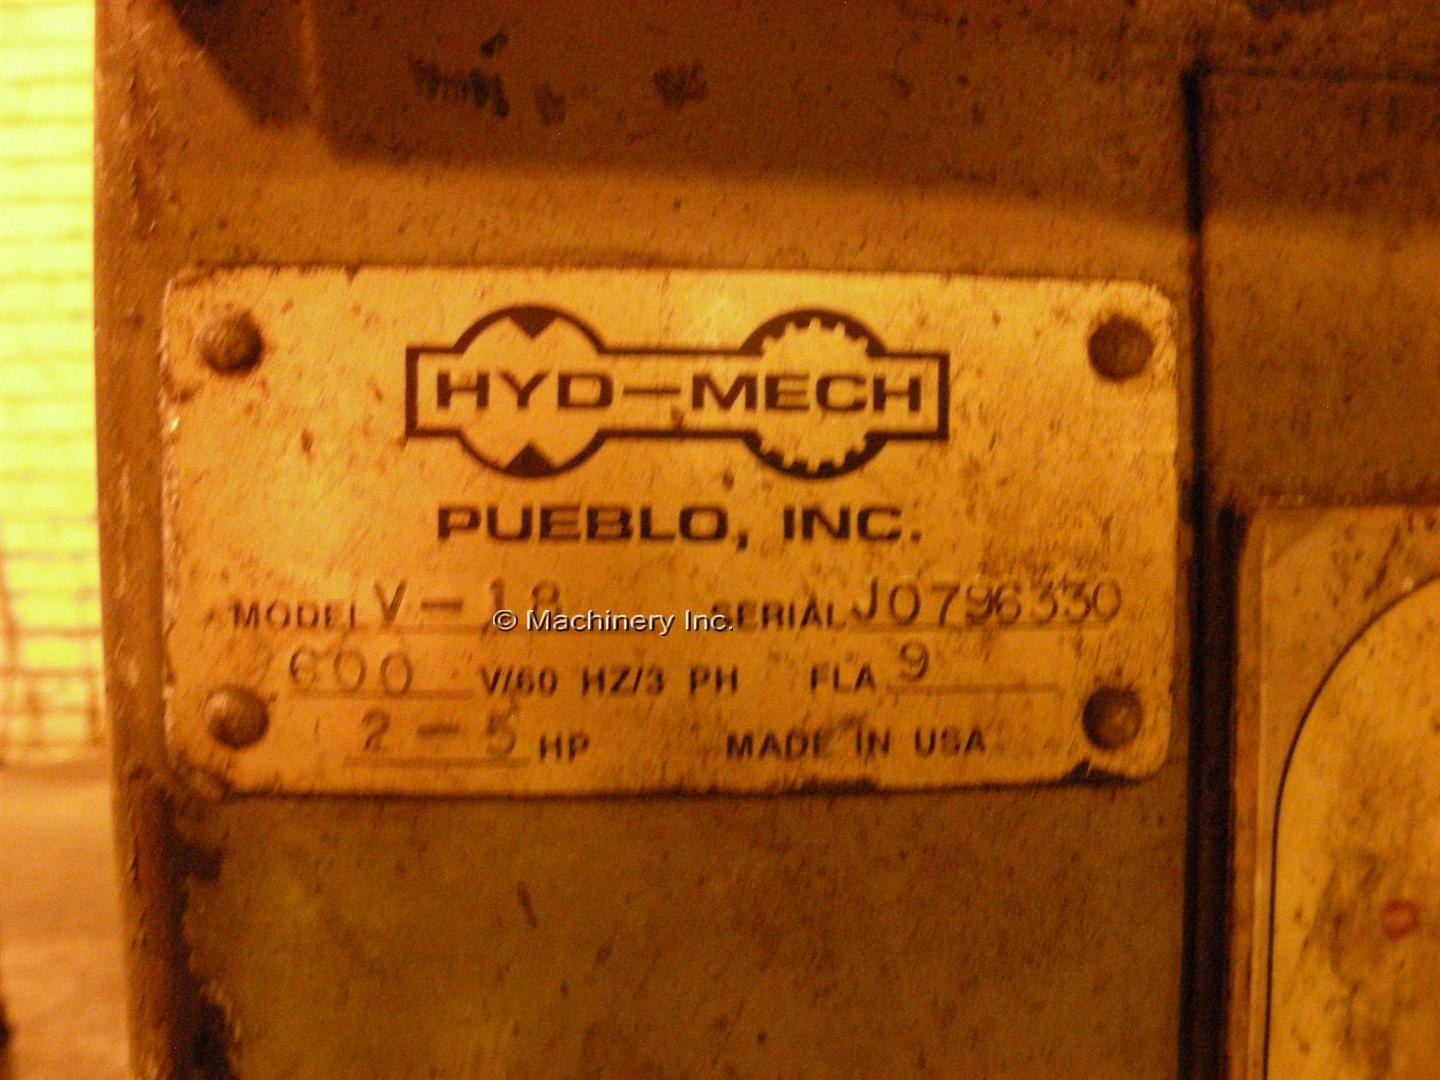 HYD-MECH
PUEBLO, INC.
MODEL V-18 SERIAL J0796330
© Machinery Inc.
600 V/60 HZ/3 PH FLA 9
2-5 HP MADE IN USA